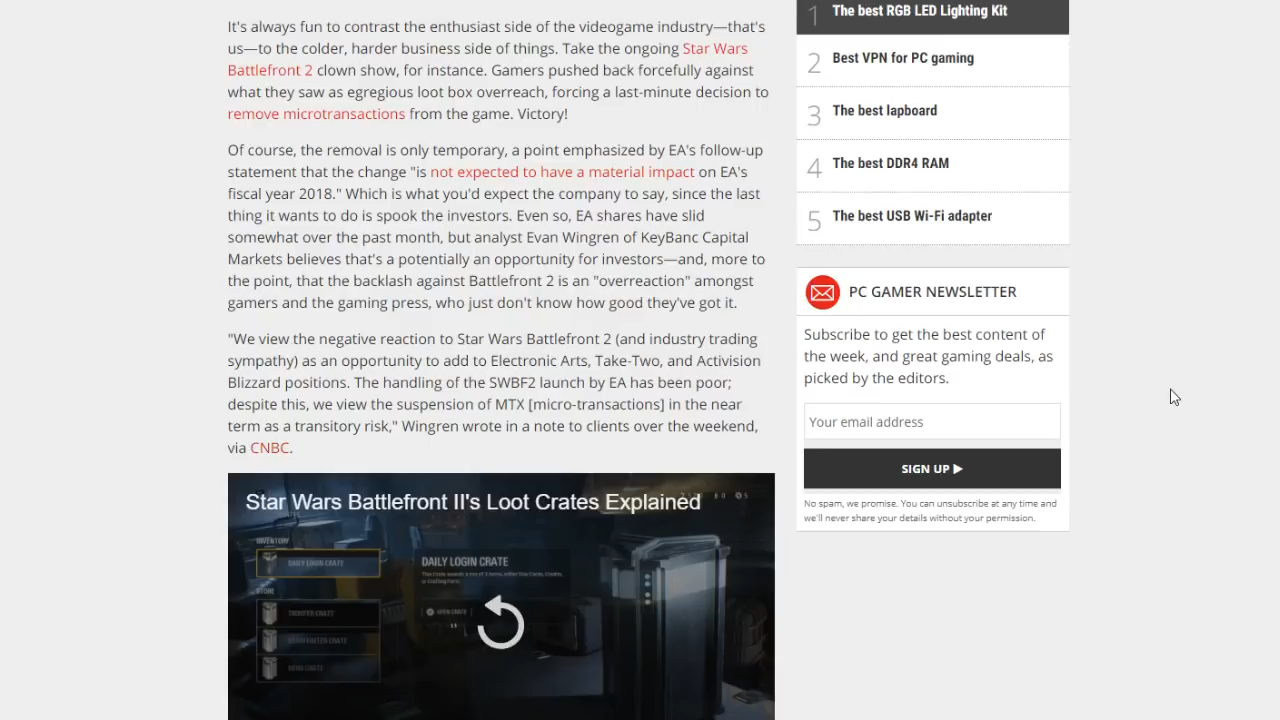 It's always fun to contrast the enthusiast side of the videogame industry—that's
us—to the colder, harder business side of things. Take the ongoing Star Wars
Battlefront 2 clown show, for instance. Gamers pushed back forcefully against
what they saw as egregious loot box overreach, forcing a last-minute decision to
remove microtransactions from the game. Victory!
Of course, the removal is only temporary, a point emphasized by EA's follow-up
statement that the change "is not expected to have a material impact on EA's
fiscal year 2018." Which is what you'd expect the company to say, since the last
thing it wants to do is spook the investors. Even so, EA shares have slid
somewhat over the past month, but analyst Evan Wingren of KeyBanc Capital
Markets believes that's a potentially an opportunity for investors—and, more to
the point, that the backlash against Battlefront 2 is an "overreaction" amongst
gamers and the gaming press, who just don't know how good they've got it.
"We view the negative reaction to Star Wars Battlefront 2 (and industry trading
sympathy) as an opportunity to add to Electronic Arts, Take-Two, and Activision
Blizzard positions. The handling of the SWBF2 launch by EA has been poor;
despite this, we view the suspension of MTX [micro-transactions] in the near
term as a transitory risk," Wingren wrote in a note to clients over the weekend,
via CNBC.
Star Wars Battlefront II's Loot Crates Explained
INVENTORY
DAILY LOGIN CRATE
STORE
TROOPER CRATE
STARFIGHTER CRATE
HERO CRATE
DAILY LOGIN CRATE
OPEN CRATE
1 The best RGB LED Lighting Kit
2 Best VPN for PC gaming
3 The best lapboard
4 The best DDR4 RAM
5 The best USB Wi-Fi adapter
PC GAMER NEWSLETTER
Subscribe to get the best content of
the week, and great gaming deals, as
picked by the editors.
Your email address
SIGN UP
No spam, we promise. You can unsubscribe at any time and
we'll never share your details without your permission.